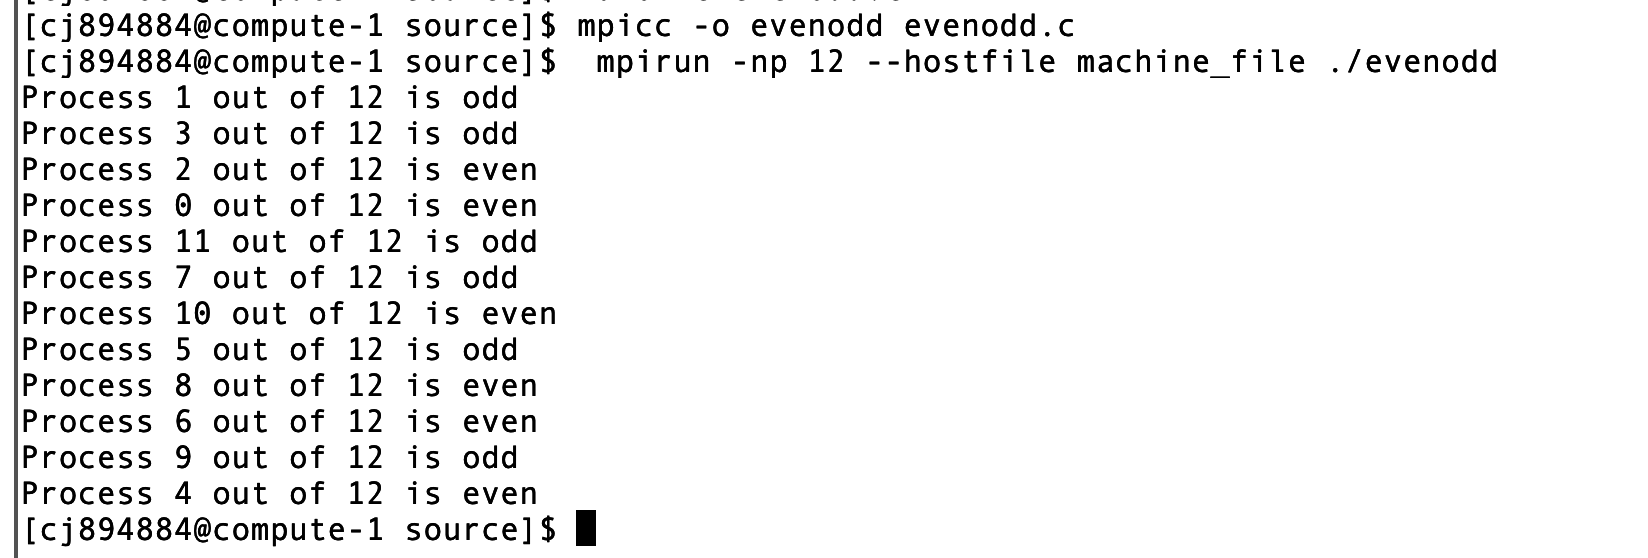 [cj894884@compute-1 source]$ mpicc -o evenodd evenodd.c
[cj894884@compute-1 source]$  mpirun -np 12 --hostfile machine_file ./evenodd
Process 1 out of 12 is odd
Process 3 out of 12 is odd
Process 2 out of 12 is even
Process 0 out of 12 is even
Process 11 out of 12 is odd
Process 7 out of 12 is odd
Process 10 out of 12 is even
Process 5 out of 12 is odd
Process 8 out of 12 is even
Process 6 out of 12 is even
Process 9 out of 12 is odd
Process 4 out of 12 is even
[cj894884@compute-1 source]$